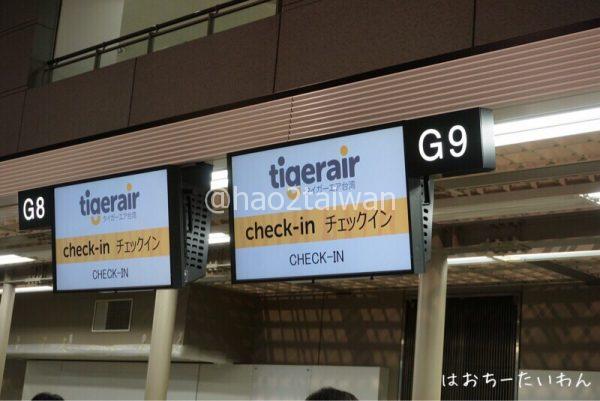 G8
tigerair
タイガーエア台湾
check-in チェックイン
CHECK-IN
G9
tigerair
タイガーエア台湾
check-in チェックイン
CHECK-IN
@hao2taiwan
はおちーたいわん